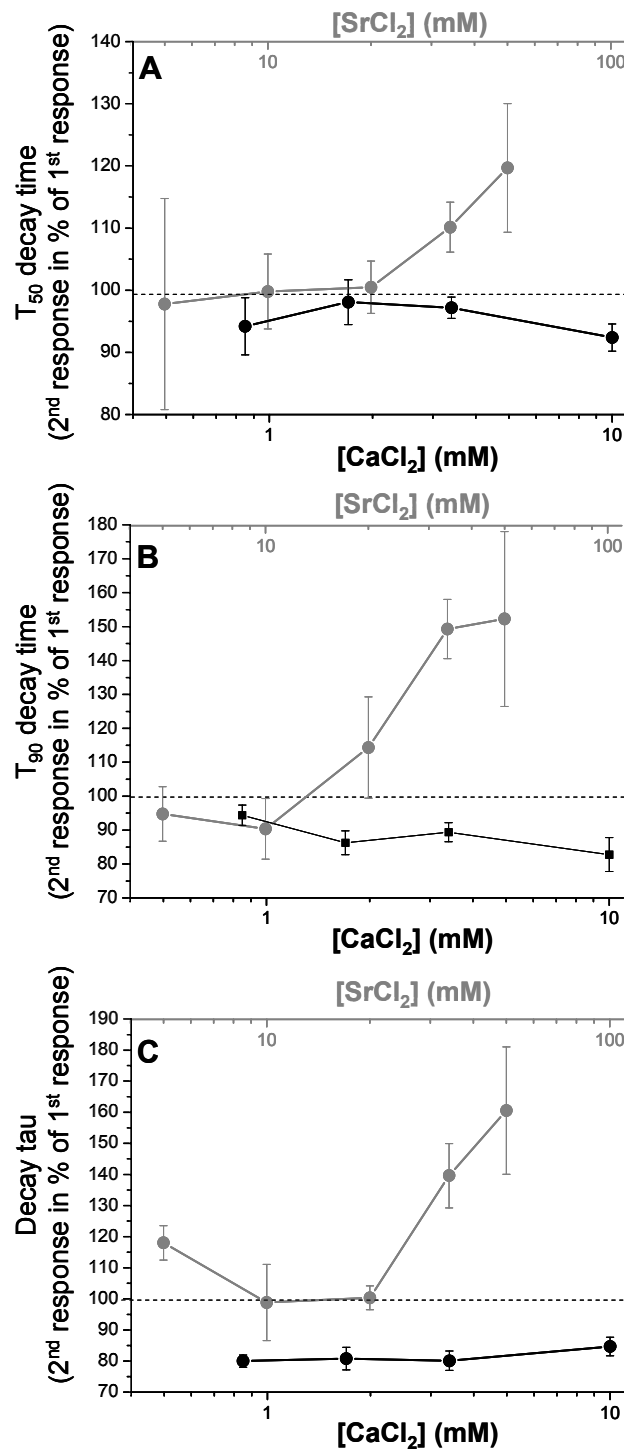 [SrCl₂] (mM)
10 100
A
140
130
120
110
100
90
80
T₅₀ decay time
(2ⁿᵈ response in % of 1ˢᵗ response)
1 10
[CaCl₂] (mM)
[SrCl₂] (mM)
10 100
B
180
170
160
150
140
130
120
110
100
90
80
70
T₉₀ decay time
(2ⁿᵈ response in % of 1ˢᵗ response)
1 10
[CaCl₂] (mM)
[SrCl₂] (mM)
10 100
C
190
180
170
160
150
140
130
120
110
100
90
80
70
Decay tau
(2ⁿᵈ response in % of 1ˢᵗ response)
1 10
[CaCl₂] (mM)